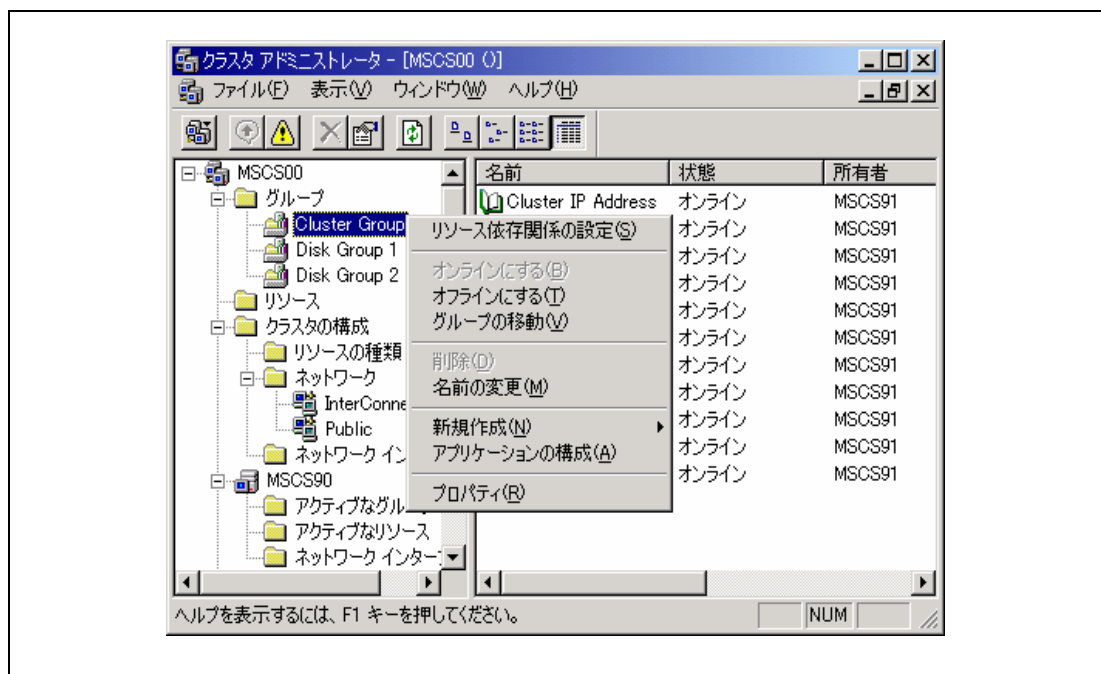 クラスタ アドミニストレータ - [MSCS00 ()]
ファイル(F) 表示(V) ウィンドウ(W) ヘルプ(H)
MSCS00
グループ
Cluster Group
Disk Group 1
Disk Group 2
リソース
クラスタの構成
リソースの種類
ネットワーク
InterConne
Public
ネットワーク イン
MSCS90
アクティブなグル
アクティブなリソース
ネットワーク インター
リソース依存関係の設定(S)
オンラインにする(B)
オフラインにする(T)
グループの移動(V)
削除(D)
名前の変更(M)
新規作成(N)
アプリケーションの構成(A)
プロパティ(R)
名前 状態 所有者
Cluster IP Address オンライン MSCS91
オンライン MSCS91
オンライン MSCS91
オンライン MSCS91
オンライン MSCS91
オンライン MSCS91
オンライン MSCS91
オンライン MSCS91
オンライン MSCS91
オンライン MSCS91
オンライン MSCS91
ヘルプを表示するには、F1 キーを押してください。
NUM